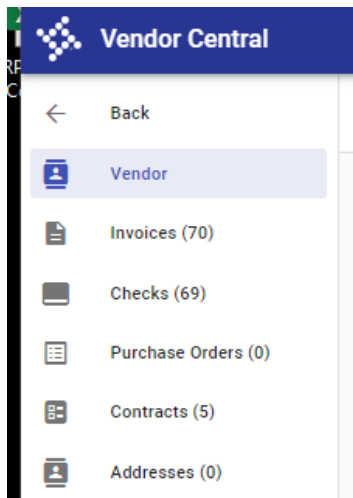 Vendor Central
Back
Vendor
Invoices (70)
Checks (69)
Purchase Orders (0)
Contracts (5)
Addresses (0)